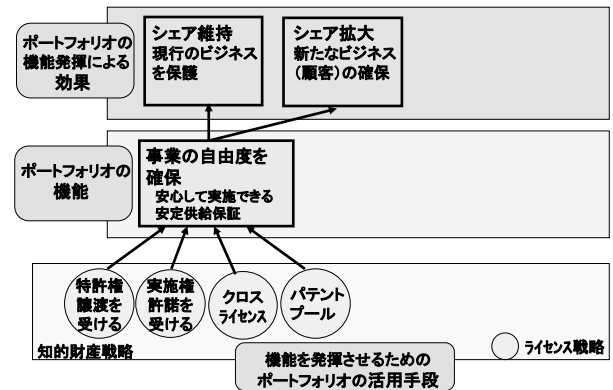 ポートフォリオの
機能発揮による
効果
シェア維持
現行のビジネス
を保護
シェア拡大
新たなビジネス
(顧客)の確保
ポートフォリオの
機能
事業の自由度を
確保
安心して実施できる
安定供給保証
特許権
譲渡を
受ける
実施権
許諾を
受ける
クロス
ライセンス
パテント
プール
知的財産戦略
ライセンス戦略
機能を発揮させるための
ポートフォリオの活用手段